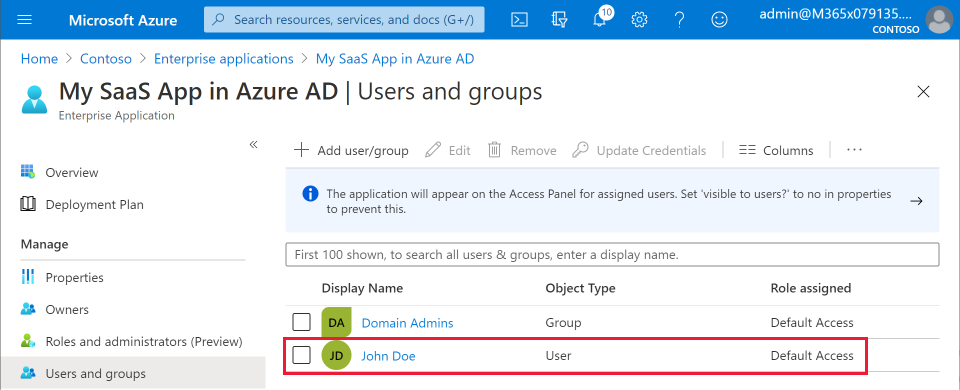 Microsoft Azure
Search resources, services, and docs (G+/)
10
admin@M365x079135....
CONTOSO
Home > Contoso > Enterprise applications > My SaaS App in Azure AD
My SaaS App in Azure AD | Users and groups
Enterprise Application
«
Add user/group
Edit
Remove
Update Credentials
Columns
...
Overview
Deployment Plan
Manage
Properties
Owners
Roles and administrators (Preview)
Users and groups
The application will appear on the Access Panel for assigned users. Set 'visible to users?' to no in properties
to prevent this.
First 100 shown, to search all users & groups, enter a display name.
Display Name Object Type Role assigned
DA Domain Admins Group Default Access
JD John Doe User Default Access